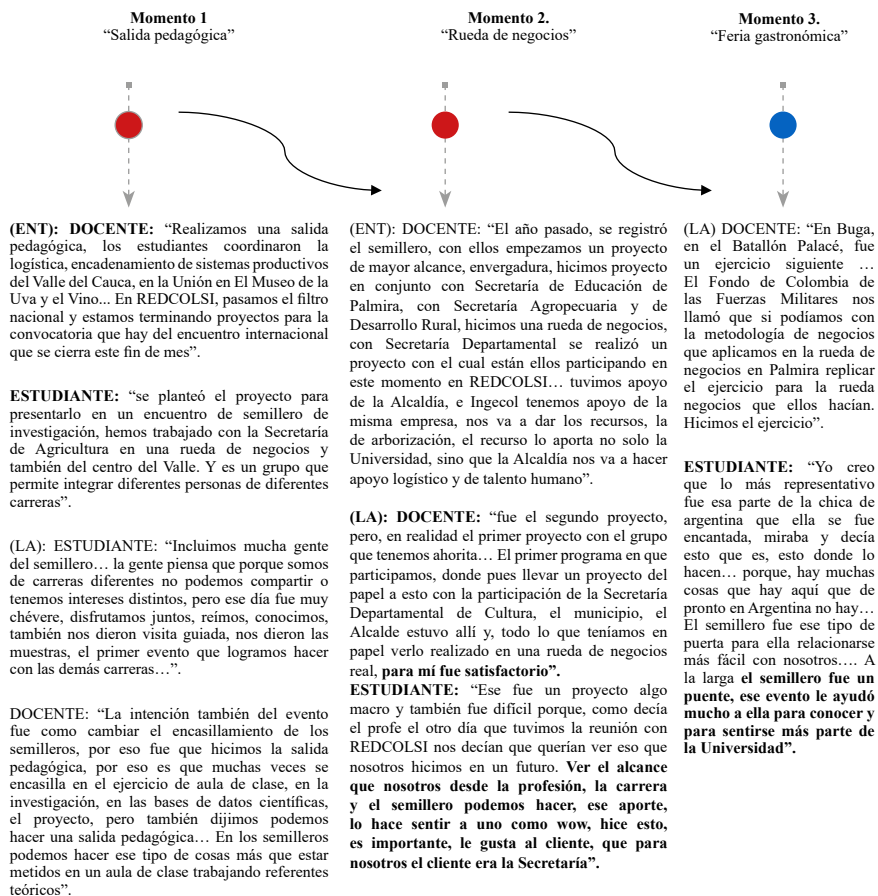 Momento 1
“Salida pedagógica”
Momento 2.
“Rueda de negocios”
Momento 3.
“Feria gastronómica”
(ENT): DOCENTE: “Realizamos una salida
pedagógica, los estudiantes coordinaron la
logística, encadenamiento de sistemas productivos
del Valle del Cauca, en la Unión en El Museo de la
Uva y el Vino... En REDCOLSI, pasamos el filtro
nacional y estamos terminando proyectos para la
convocatoria que hay del encuentro internacional
que se cierra este fin de mes”.
ESTUDIANTE: “se planteó el proyecto para
presentarlo en un encuentro de semillero de
investigación, hemos trabajado con la Secretaría
de Agricultura en una rueda de negocios y
también del centro del Valle. Y es un grupo que
permite integrar diferentes personas de diferentes
carreras”.
(LA): ESTUDIANTE: “Incluimos mucha gente
del semillero… la gente piensa que porque somos
de carreras diferentes no podemos compartir o
tenemos intereses distintos, pero ese día fue muy
chévere, disfrutamos juntos, reímos, conocimos,
también nos dieron visita guiada, nos dieron las
muestras, el primer evento que logramos hacer
con las demás carreras…”.
DOCENTE: “La intención también del evento
fue como cambiar el encasillamiento de los
semilleros, por eso fue que hicimos la salida
pedagógica, por eso es que muchas veces se
encasilla en el ejercicio de aula de clase, en la
investigación, en las bases de datos científicas,
el proyecto, pero también dijimos podemos
hacer una salida pedagógica… En los semilleros
podemos hacer ese tipo de cosas más que estar
metidos en un aula de clase trabajando referentes
teóricos”.
(ENT): DOCENTE: “El año pasado, se registró
el semillero, con ellos empezamos un proyecto
de mayor alcance, envergadura, hicimos proyecto
en conjunto con Secretaría de Educación de
Palmira, con Secretaría Agropecuaria y de
Desarrollo Rural, hicimos una rueda de negocios,
con Secretaría Departamental se realizó un
proyecto con el cual están ellos participando en
este momento en REDCOLSI… tuvimos apoyo
de la Alcaldía, e Ingecol tenemos apoyo de la
misma empresa, nos va a dar los recursos, la
de arborización, el recurso lo aporta no solo la
Universidad, sino que la Alcaldía nos va a hacer
apoyo logístico y de talento humano”.
(LA): DOCENTE: “fue el segundo proyecto,
pero, en realidad el primer proyecto con el grupo
que tenemos ahorita… El primer programa en que
participamos, donde pues llevar un proyecto del
papel a esto con la participación de la Secretaría
Departamental de Cultura, el municipio, el
Alcalde estuvo allí y, todo lo que teníamos en
papel verlo realizado en una rueda de negocios
real, para mí fue satisfactorio”.
ESTUDIANTE: “Ese fue un proyecto algo
macro y también fue difícil porque, como decía
el profe el otro día que tuvimos la reunión con
REDCOLSI nos decían que querían ver eso que
nosotros hicimos en un futuro. Ver el alcance
que nosotros desde la profesión, la carrera
y el semillero podemos hacer, ese aporte,
lo hace sentir a uno como wow, hice esto,
es importante, le gusta al cliente, que para
nosotros el cliente era la Secretaría”.
(LA) DOCENTE: “En Buga,
en el Batallón Palacé, fue
un ejercicio siguiente …
El Fondo de Colombia de
las Fuerzas Militares nos
llamó que si podíamos con
la metodología de negocios
que aplicamos en la rueda de
negocios en Palmira replicar
el ejercicio para la rueda
negocios que ellos hacían.
Hicimos el ejercicio”.
ESTUDIANTE: “Yo creo
que lo más representativo
fue esa parte de la chica de
argentina que ella se fue
encantada, miraba y decía
esto que es, esto donde lo
hacen… porque, hay muchas
cosas que hay aquí que de
pronto en Argentina no hay…
El semillero fue ese tipo de
puerta para ella relacionarse
más fácil con nosotros…. A
la larga el semillero fue un
puente, ese evento le ayudó
mucho a ella para conocer y
para sentirse más parte de
la Universidad”.